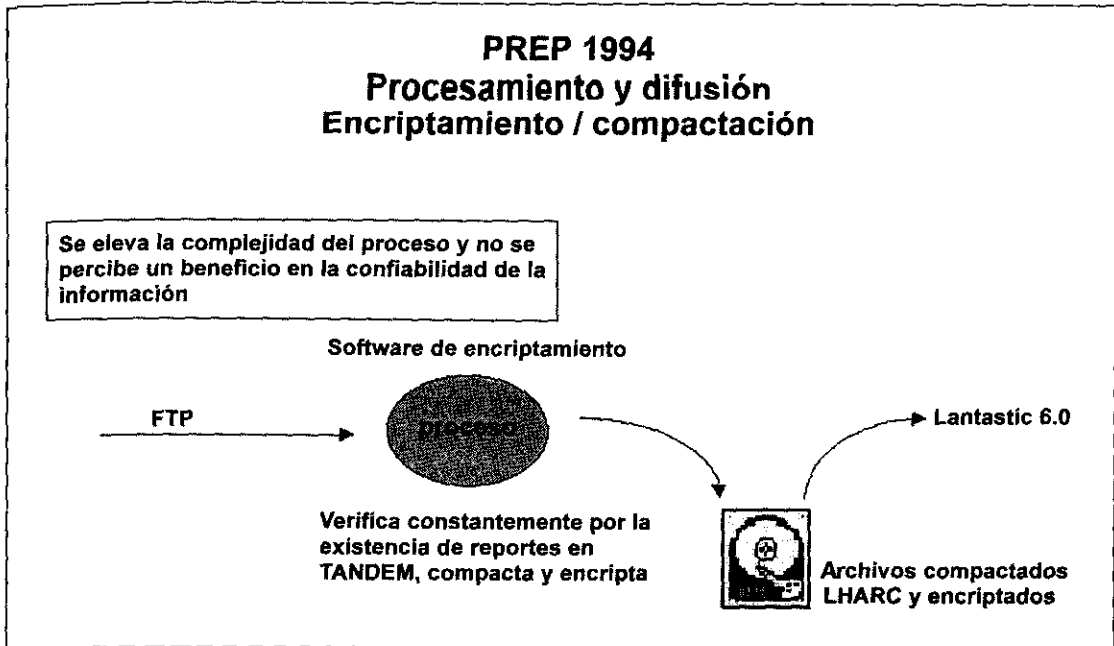 PREP 1994
Procesamiento y difusión
Encriptamiento / compactación
Se eleva la complejidad del proceso y no se
percibe un beneficio en la confiabilidad de la
información
Software de encriptamiento
FTP
proceso
Lantastic 6.0
Verifica constantemente por la
existencia de reportes en
TANDEM, compacta y encripta
Archivos compactados
LHARC y encriptados